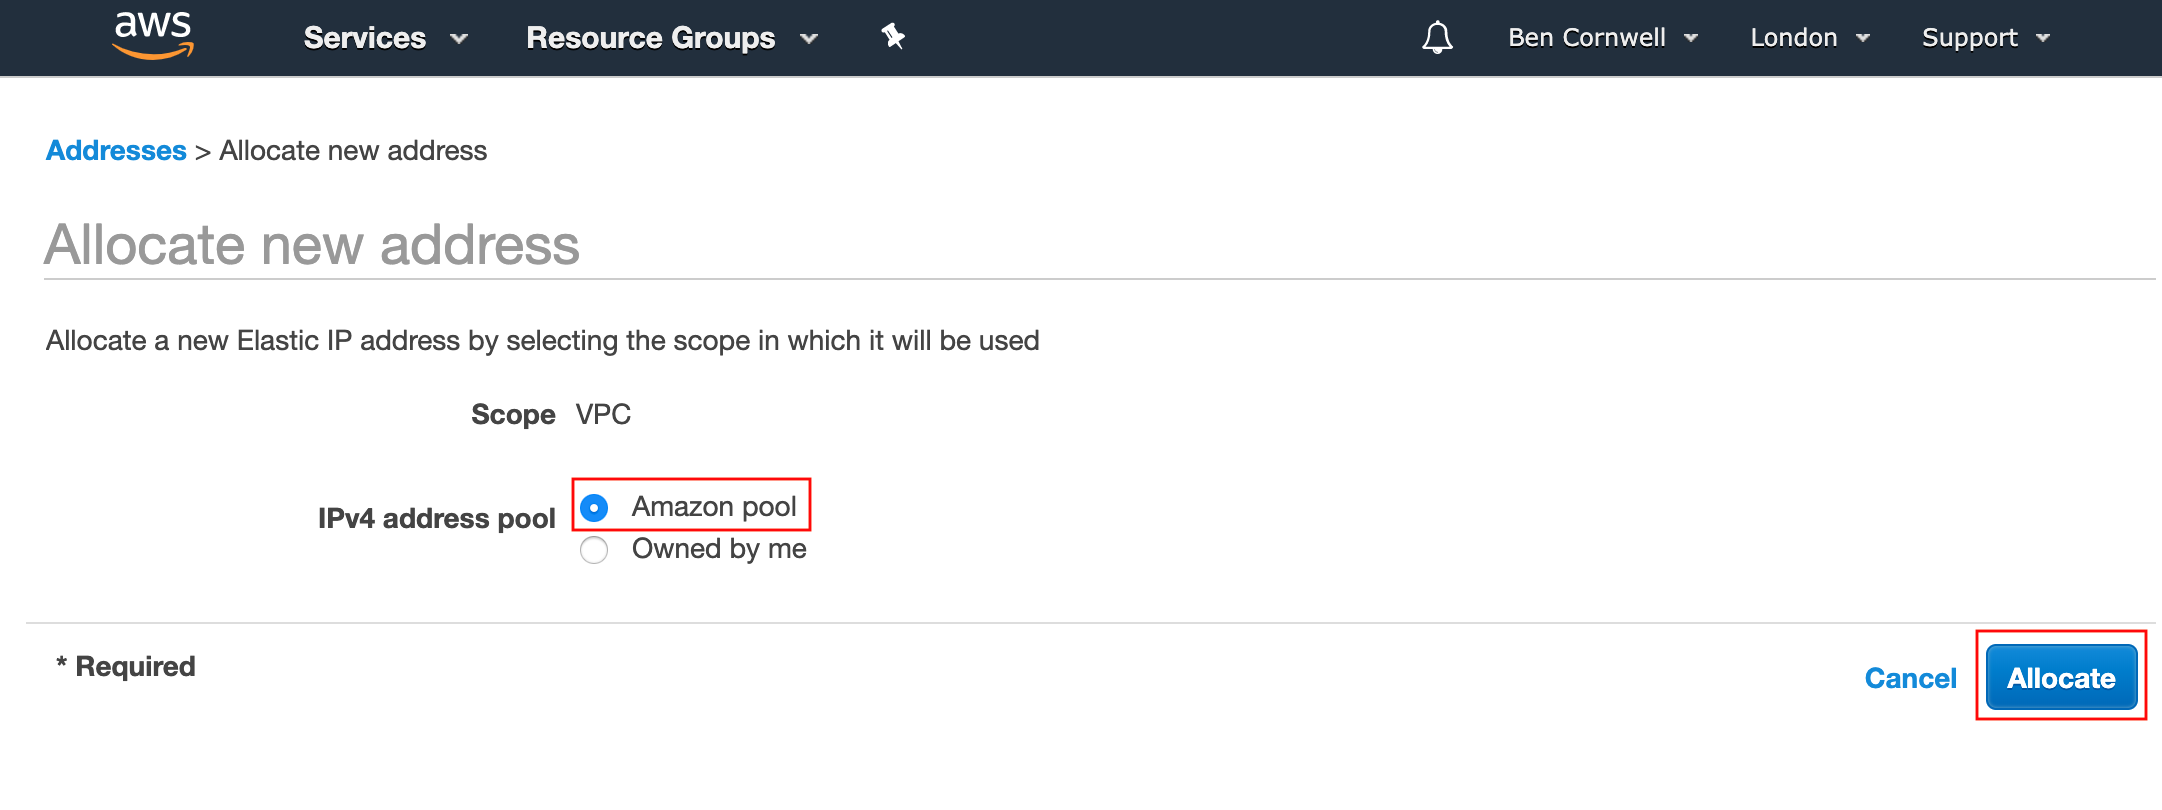 aws Services Resource Groups Ben Cornwell London Support
Addresses > Allocate new address
Allocate new address
Allocate a new Elastic IP address by selecting the scope in which it will be used
Scope VPC
IPv4 address pool Amazon pool
Owned by me
* Required
Cancel Allocate